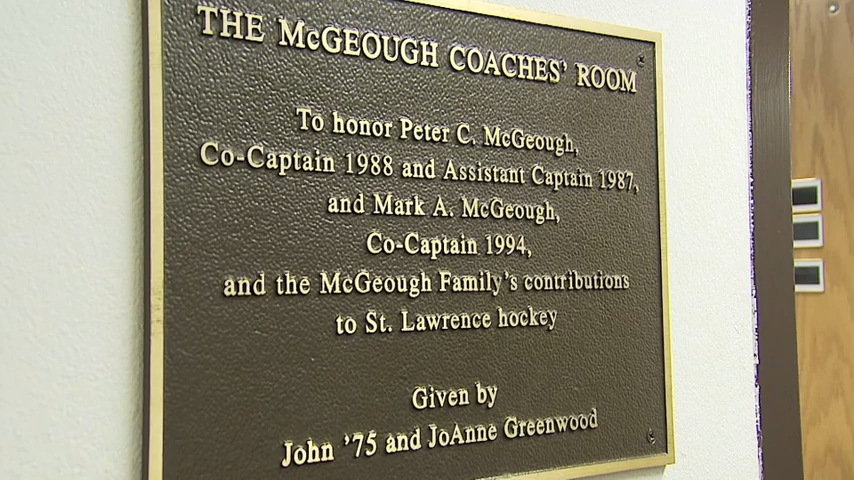 THE McGEOUGH COACHES' ROOM
To honor Peter C. McGeough,
Co-Captain 1988 and Assistant Captain 1987,
and Mark A. McGeough,
Co-Captain 1994,
and the McGeough Family's contributions
to St. Lawrence hockey
Given by
John '75 and JoAnne Greenwood